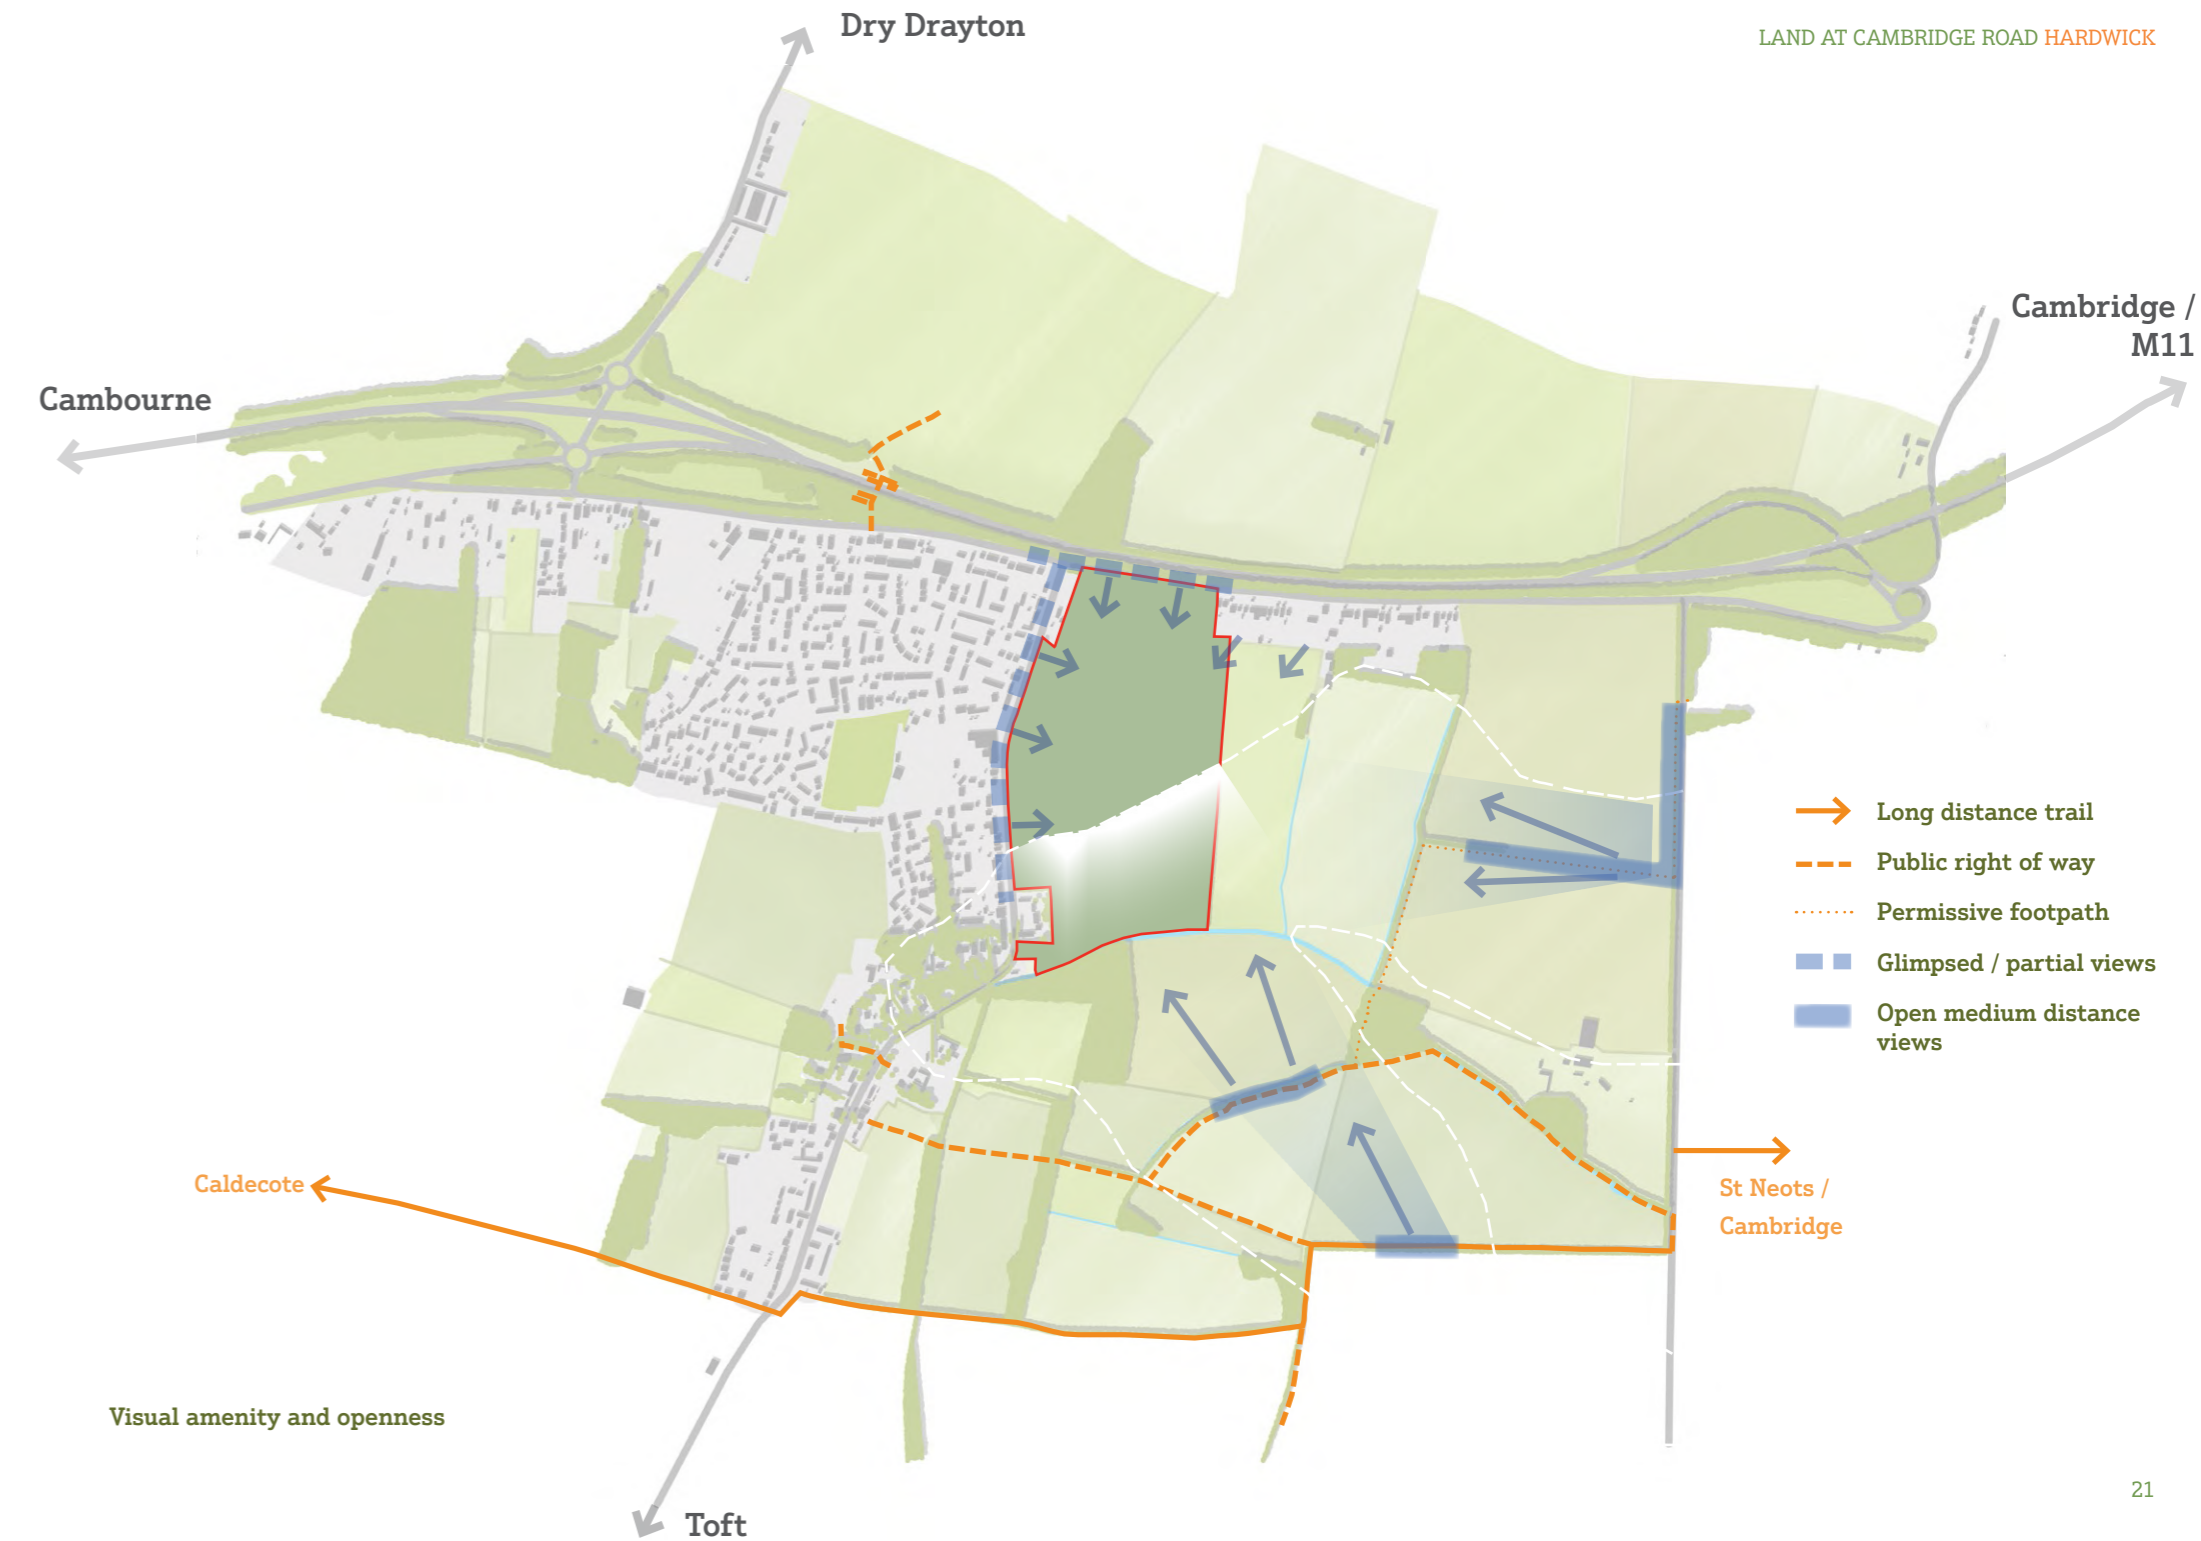 Dry Drayton
LAND AT CAMBRIDGE ROAD HARDWICK
Cambridge /
M11
Cambourne
Long distance trail
Public right of way
Permissive footpath
Glimpsed / partial views
Open medium distance
views
Caldecote
St Neots /
Cambridge
Visual amenity and openness
21
Toft